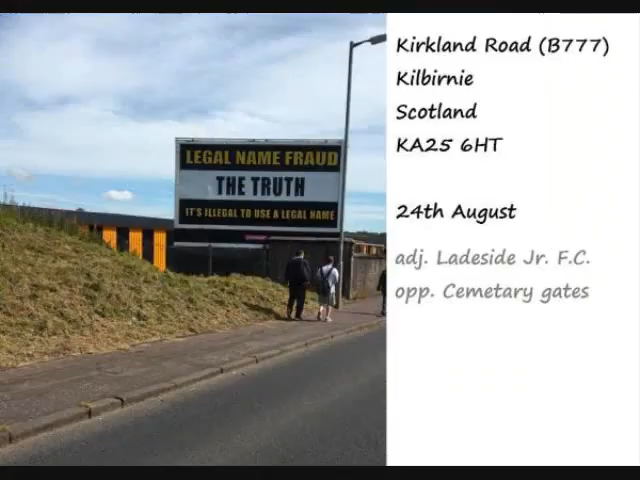 LEGAL NAME FRAUD
THE TRUTH
IT'S ILLEGAL TO USE A LEGAL NAME
Kirkland Road (B777)
Kilbirnie
Scotland
KA25 6HT
24th August
adj. Ladeside Jr. F.C.
opp. Cemetary gates